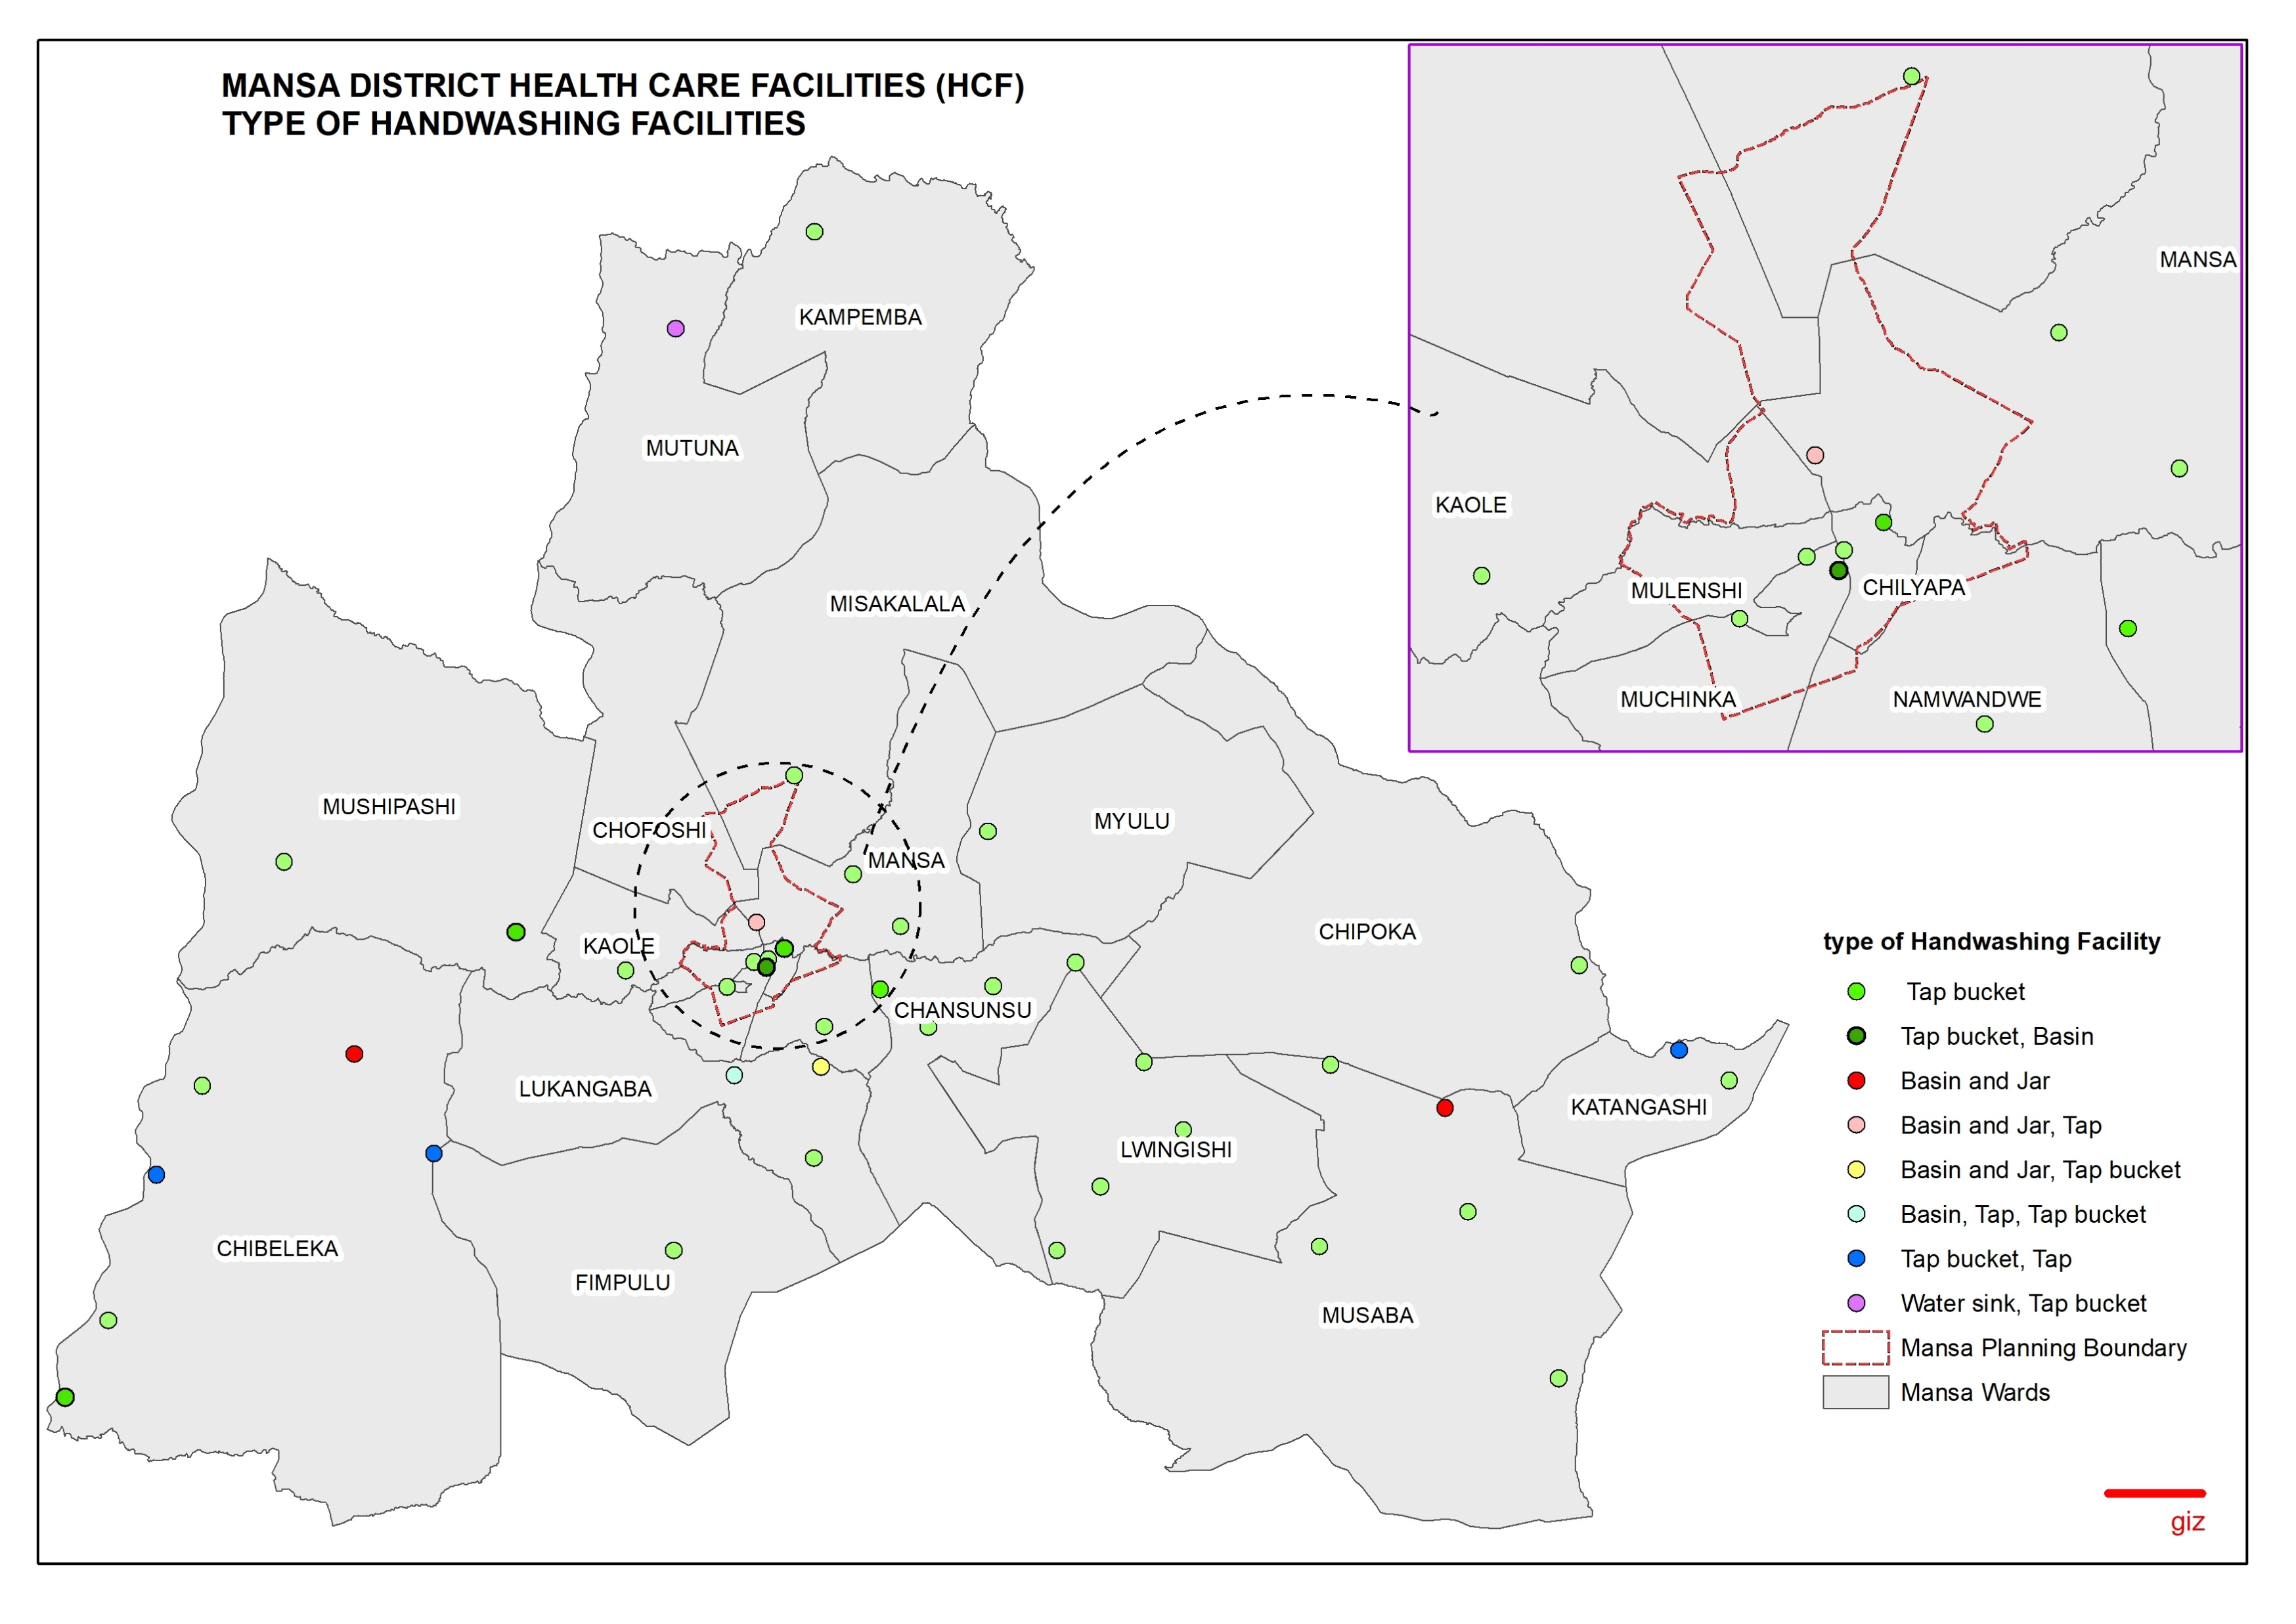 MANSA DISTRICT HEALTH CARE FACILITIES (HCF)
TYPE OF HANDWASHING FACILITIES
KAMPEMBA
MUTUNA
MISAKALALA
MUSHIPASHI
CHOFOSHI
MYULU
MANSA
CHIPOKA
KAOLE
CHANSUNSU
LUKANGABA
KATANGASHI
LWINGISHI
CHIBELEKA
FIMPULU
MUSABA
MANSA
KAOLE
MULENSHI
CHILYAPA
MUCHINKA
NAMWANDWE
type of Handwashing Facility
Tap bucket
Tap bucket, Basin
Basin and Jar
Basin and Jar, Tap
Basin and Jar, Tap bucket
Basin, Tap, Tap bucket
Tap bucket, Tap
Water sink, Tap bucket
Mansa Planning Boundary
Mansa Wards
giz